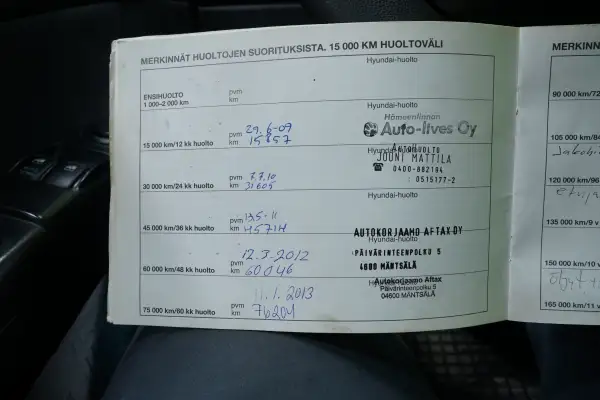 MERKINNÄT HUOLTOJEN SUORITUKSISTA. 15 000 KM HUOLTOVÄLI
Hyundai-huolto
ENSIHUOLTO
1 000–2 000 km
pvm
km
Hyundai-huolto
Hämeenlinnan
Auto-Ilves Oy
15 000 km/12 kk huolto
pvm 29.6-09
km 15857
Hyundai-huolto
Autohuolto
JOUNI MATTILA
☎ 0400-882194
: 0515177-2
30 000 km/24 kk huolto
pvm 7.7.10
km 31605
Hyundai-huolto
45 000 km/36 kk huolto
pvm 13.5-11
km 45714
AUTOKORJAAMO AFTAX OY
Hyundai-huolto
PÄIVÄRINTEENPOLKU 5
4600 MÄNTSÄLÄ
60 000 km/48 kk huolto
pvm 12.3.2012
km 60046
Hyundai-huolto
Autokorjaamo Aftax
Päivärinteenpolku 5
04600 MÄNTSÄLÄ
75 000 km/60 kk huolto
pvm 11.1.2013
km 76204
MERKINN
90 000 km/72
105 000 km/84
120 000 km/96
135 000 km/9 v
150 000 km/10 v
165 000 km/11 v